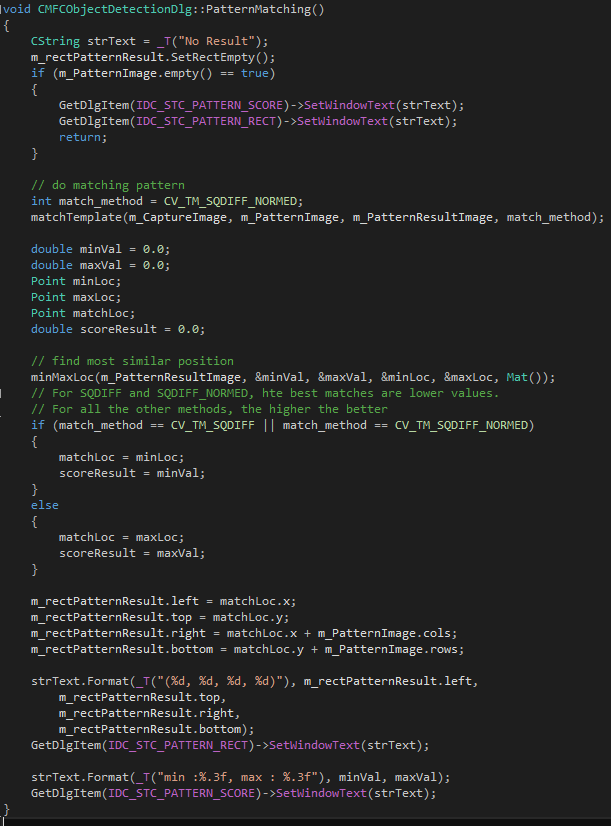 void CMFCObjectDetectionDlg::PatternMatching()
{
    CString strText = _T("No Result");
    m_rectPatternResult.SetRectEmpty();
    if (m_PatternImage.empty() == true)
    {
        GetDlgItem(IDC_STC_PATTERN_SCORE)->SetWindowText(strText);
        GetDlgItem(IDC_STC_PATTERN_RECT)->SetWindowText(strText);
        return;
    }

    // do matching pattern
    int match_method = CV_TM_SQDIFF_NORMED;
    matchTemplate(m_CaptureImage, m_PatternImage, m_PatternResultImage, match_method);

    double minVal = 0.0;
    double maxVal = 0.0;
    Point minLoc;
    Point maxLoc;
    Point matchLoc;
    double scoreResult = 0.0;

    // find most similar position
    minMaxLoc(m_PatternResultImage, &minVal, &maxVal, &minLoc, &maxLoc, Mat());
    // For SQDIFF and SQDIFF_NORMED, hte best matches are lower values.
    // For all the other methods, the higher the better
    if (match_method == CV_TM_SQDIFF || match_method == CV_TM_SQDIFF_NORMED)
    {
        matchLoc = minLoc;
        scoreResult = minVal;
    }
    else
    {
        matchLoc = maxLoc;
        scoreResult = maxVal;
    }

    m_rectPatternResult.left = matchLoc.x;
    m_rectPatternResult.top = matchLoc.y;
    m_rectPatternResult.right = matchLoc.x + m_PatternImage.cols;
    m_rectPatternResult.bottom = matchLoc.y + m_PatternImage.rows;

    strText.Format(_T("(%d, %d, %d, %d)"), m_rectPatternResult.left,
        m_rectPatternResult.top,
        m_rectPatternResult.right,
        m_rectPatternResult.bottom);
    GetDlgItem(IDC_STC_PATTERN_RECT)->SetWindowText(strText);

    strText.Format(_T("min :%.3f, max : %.3f"), minVal, maxVal);
    GetDlgItem(IDC_STC_PATTERN_SCORE)->SetWindowText(strText);
}